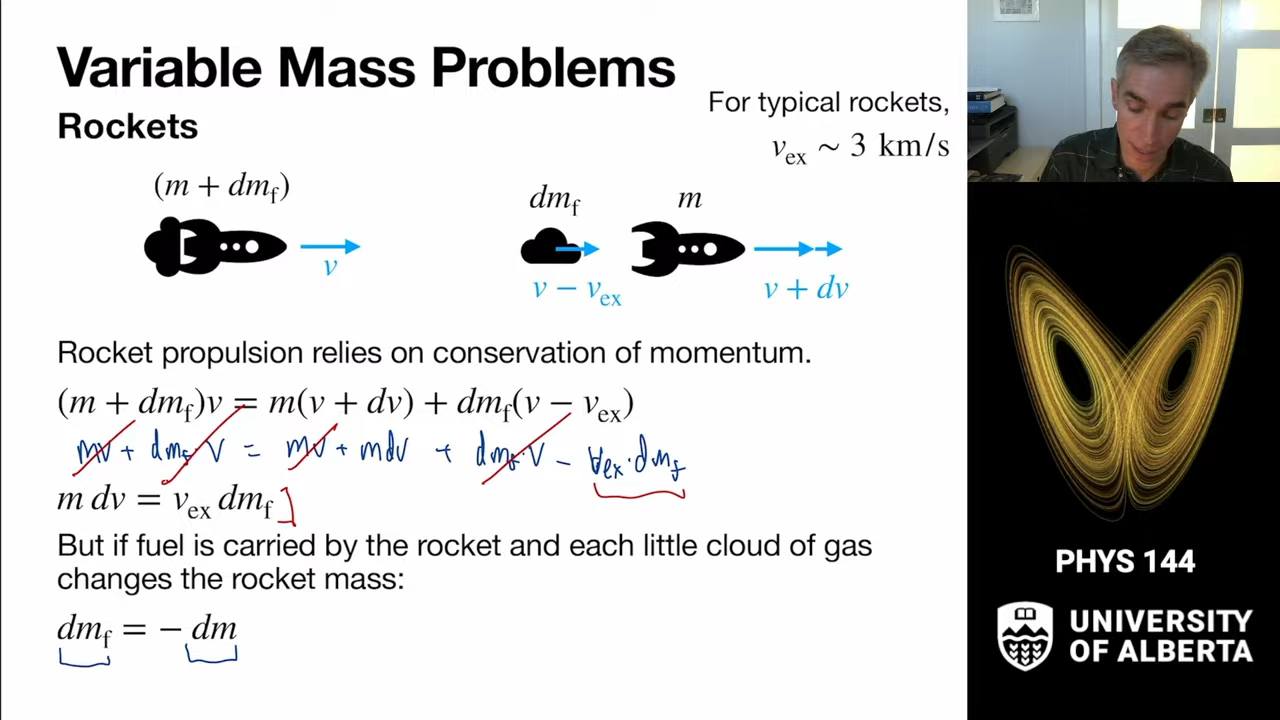 Variable Mass Problems
Rockets
For typical rockets,
v_ex ∼ 3 km/s
(m + dm_f)
v
dm_f
m
v − v_ex
v + dv
Rocket propulsion relies on conservation of momentum.
(m + dm_f)v = m(v + dv) + dm_f(v − v_ex)
mv + dm_f·v = mv + mdv + dm_f·v − v_ex·dm_f
m dv = v_ex dm_f
But if fuel is carried by the rocket and each little cloud of gas
changes the rocket mass:
dm_f = − dm
PHYS 144
UNIVERSITY
OF ALBERTA